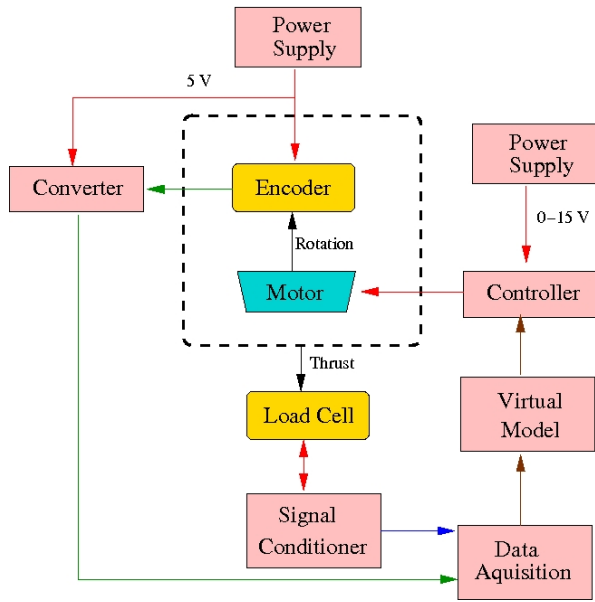 Power
Supply
5 V
Power
Supply
Converter
Encoder
0–15 V
Rotation
Motor
Controller
Thrust
Load Cell
Virtual
Model
Signal
Conditioner
Data
Aquisition